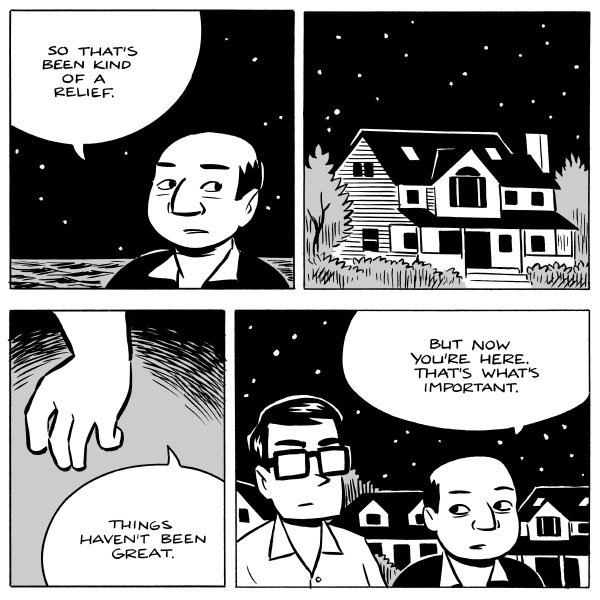 SO THAT'S
BEEN KIND
OF A
RELIEF.
THINGS
HAVEN'T BEEN
GREAT.
BUT NOW
YOU'RE HERE.
THAT'S WHAT'S
IMPORTANT.